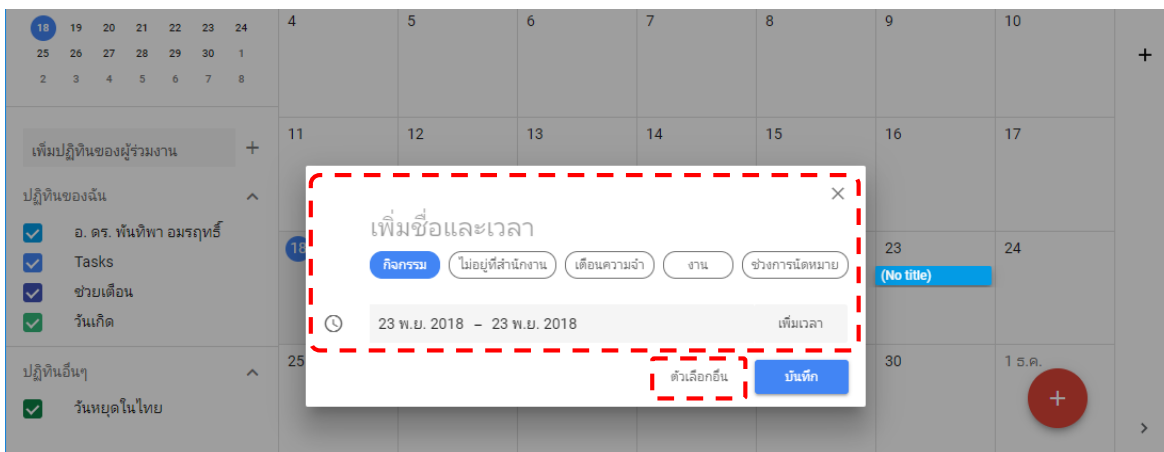 18 19 20 21 22 23 24
25 26 27 28 29 30 1
2 3 4 5 6 7 8
เพิ่มปฏิทินของผู้ร่วมงาน +
ปฏิทินของฉัน
อ. ดร. พันทิพา อมรฤทธิ์
Tasks
ช่วยเตือน
วันเกิด
ปฏิทินอื่นๆ
วันหยุดในไทย
4 5 6 7 8 9 10
11 12 13 14 15 16 17
18 23 24
(No title)
25 30 1 ธ.ค.
เพิ่มชื่อและเวลา
กิจกรรม ไม่อยู่ที่สำนักงาน เตือนความจำ งาน ช่วงการนัดหมาย
23 พ.ย. 2018 – 23 พ.ย. 2018 เพิ่มเวลา
ตัวเลือกอื่น บันทึก